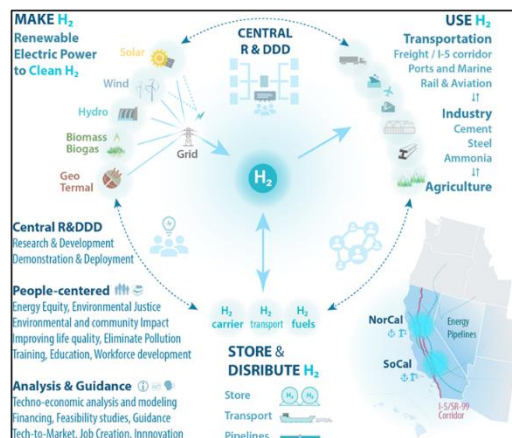 MAKE H₂
Renewable
Electric Power
to Clean H₂
Solar
Wind
Hydro
Biomass
Biogas
Geo
Termal
Grid
CENTRAL
R & DDD
H₂
USE H₂
Transportation
Freight / I-5 corridor
Ports and Marine
Rail & Aviation
Industry
Cement
Steel
Ammonia
Agriculture
Central R&DDD
Research & Development
Demonstration & Deployment
People-centered
Energy Equity, Environmental Justice
Environmental and community Impact
Improving life quality, Eliminate Pollution
Training, Education, Workforce development
Analysis & Guidance
Techno-economic analysis and modeling
Financing, Feasibility studies, Guidance
Tech-to-Market, Job Creation, Innnovation
H₂ H₂ H₂
carrier transport fuels
STORE &
DISRIBUTE H₂
Store
H₂ H₂
Transport
Pipelines
NorCal
Energy
Pipelines
SoCal
I-5/SR-99
Corridor